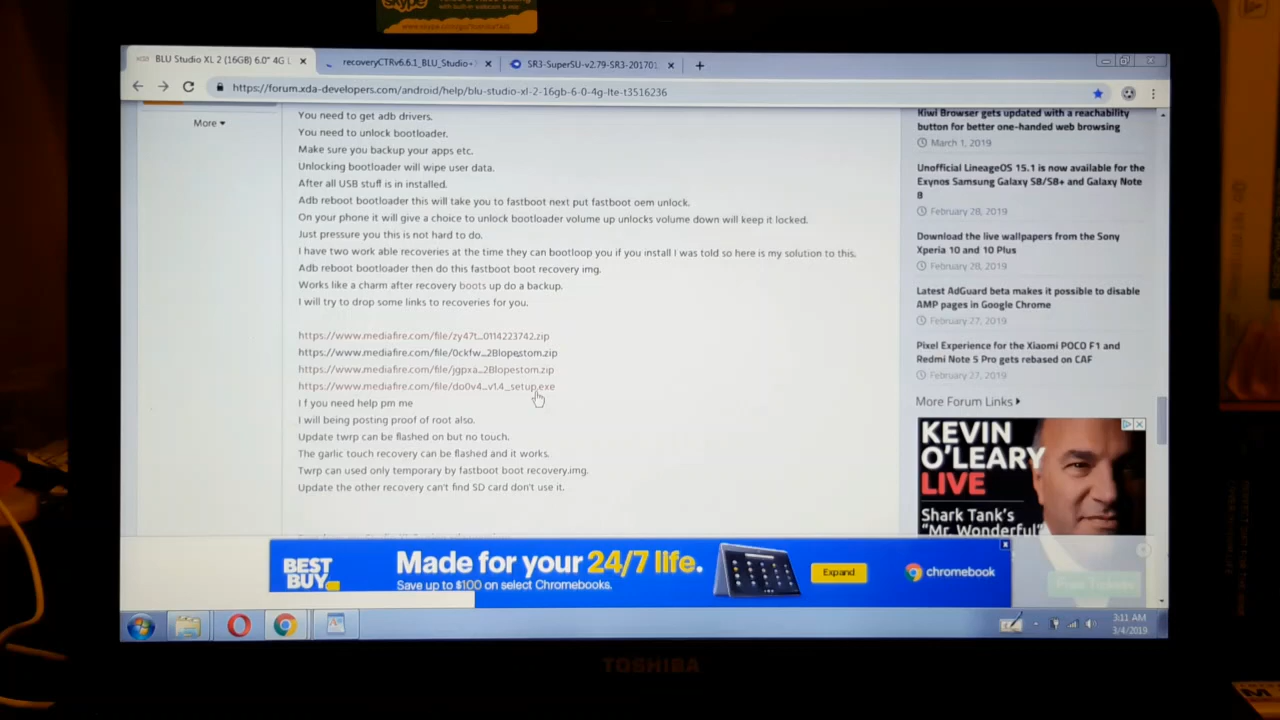 skype
with built-in webcam & mic
BLU Studio XL 2 (16GB) 6.0" 4G L
recoveryCTRv6.6.1_BLU_Studio+
SR3-SuperSU-v2.79-SR3-201701
https://forum.xda-developers.com/android/help/blu-studio-xl-2-16gb-6-0-4g-lte-t3516236
More
You need to get adb drivers.
You need to unlock bootloader.
Make sure you backup your apps etc.
Unlocking bootloader will wipe user data.
After all USB stuff is in installed.
Adb reboot bootloader this will take you to fastboot next put fastboot oem unlock.
On your phone it will give a choice to unlock bootloader volume up unlocks volume down will keep it locked.
Just pressure you this is not hard to do.
I have two work able recoveries at the time they can bootloop you if you install I was told so here is my solution to this.
Adb reboot bootloader then do this fastboot boot recovery img.
Works like a charm after recovery boots up do a backup.
I will try to drop some links to recoveries for you.
https://www.mediafire.com/file/zy47t...0114223742.zip
https://www.mediafire.com/file/0ckfw...2Blopestom.zip
https://www.mediafire.com/file/jgpxa...2Blopestom.zip
https://www.mediafire.com/file/do0v4...v1.4_setup.exe
I f you need help pm me
I will being posting proof of root also.
Update twrp can be flashed on but no touch.
The garlic touch recovery can be flashed and it works.
Twrp can used only temporary by fastboot boot recovery.img.
Update the other recovery can't find SD card don't use it.
Kiwi Browser gets updated with a reachability
button for better one-handed web browsing
March 1, 2019
Unofficial LineageOS 15.1 is now available for the
Exynos Samsung Galaxy S8/S8+ and Galaxy Note
8
February 28, 2019
Download the live wallpapers from the Sony
Xperia 10 and 10 Plus
February 28, 2019
Latest AdGuard beta makes it possible to disable
AMP pages in Google Chrome
February 27, 2019
Pixel Experience for the Xiaomi POCO F1 and
Redmi Note 5 Pro gets rebased on CAF
February 27, 2019
More Forum Links
KEVIN
O'LEARY
LIVE
Shark Tank's
"Mr. Wonderful"
Free Tickets
BEST
BUY
Made for your 24/7 life.
Save up to $100 on select Chromebooks.
Expand
chromebook
3:11 AM
3/4/2019
TOSHIBA